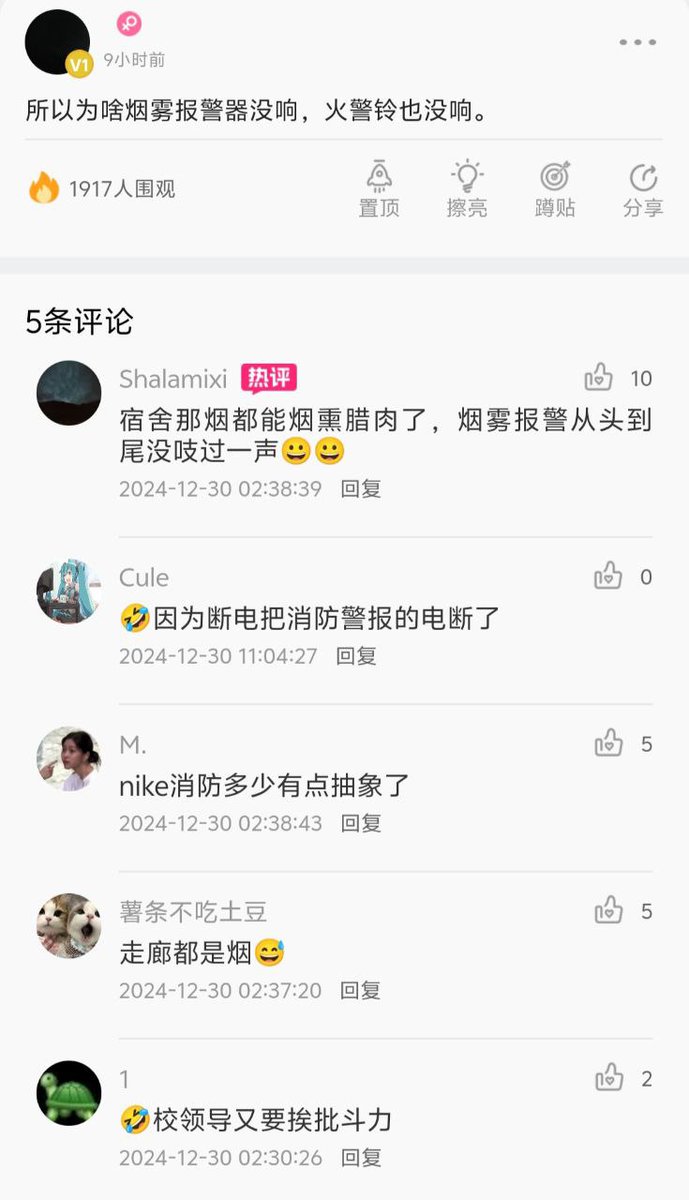 V1
9小时前
所以为啥烟雾报警器没响，火警铃也没响。
1917人围观
置顶
擦亮
蹲贴
分享
5条评论
Shalamixi 热评 10
宿舍那烟都能烟熏腊肉了，烟雾报警从头到
尾没吱过一声😀😀
2024-12-30 02:38:39 回复
Cule 0
🤣因为断电把消防警报的电断了
2024-12-30 11:04:27 回复
M. 5
nike消防多少有点抽象了
2024-12-30 02:38:43 回复
薯条不吃土豆 5
走廊都是烟😅
2024-12-30 02:37:20 回复
1 2
🤣校领导又要挨批斗力
2024-12-30 02:30:26 回复